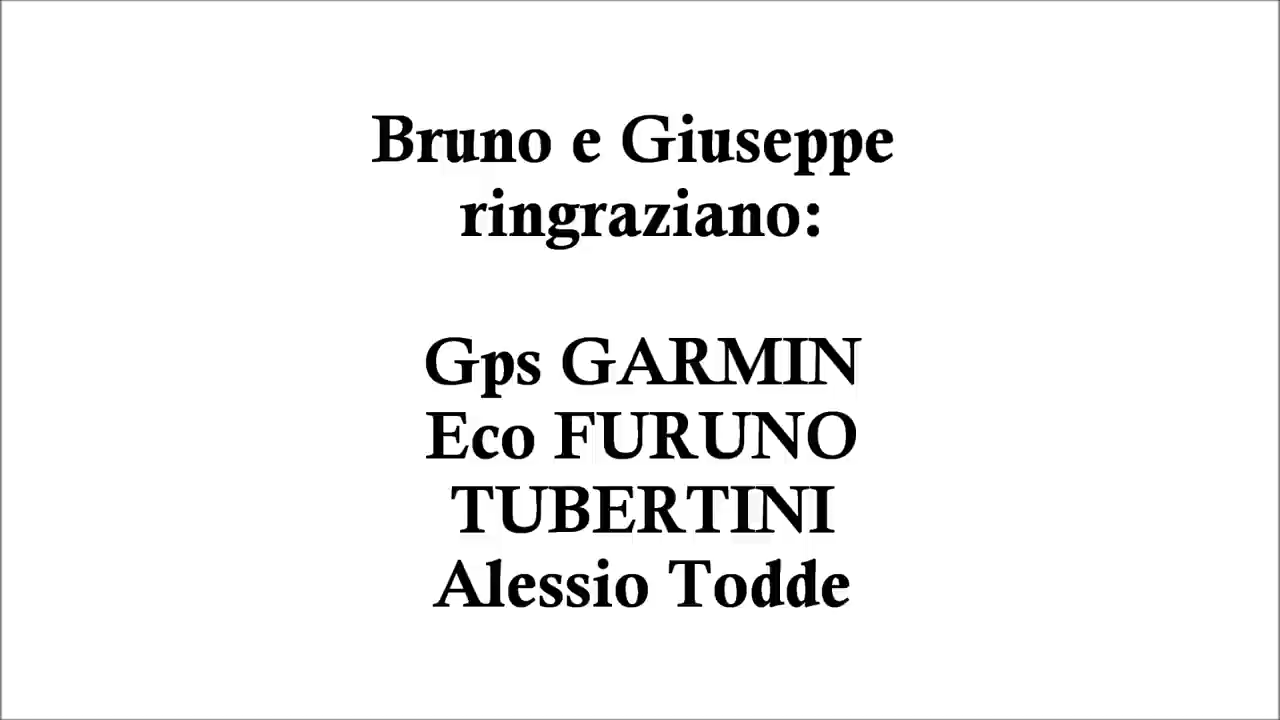 Bruno e Giuseppe
ringraziano:
Gps GARMIN
Eco FURUNO
TUBERTINI
Alessio Todde